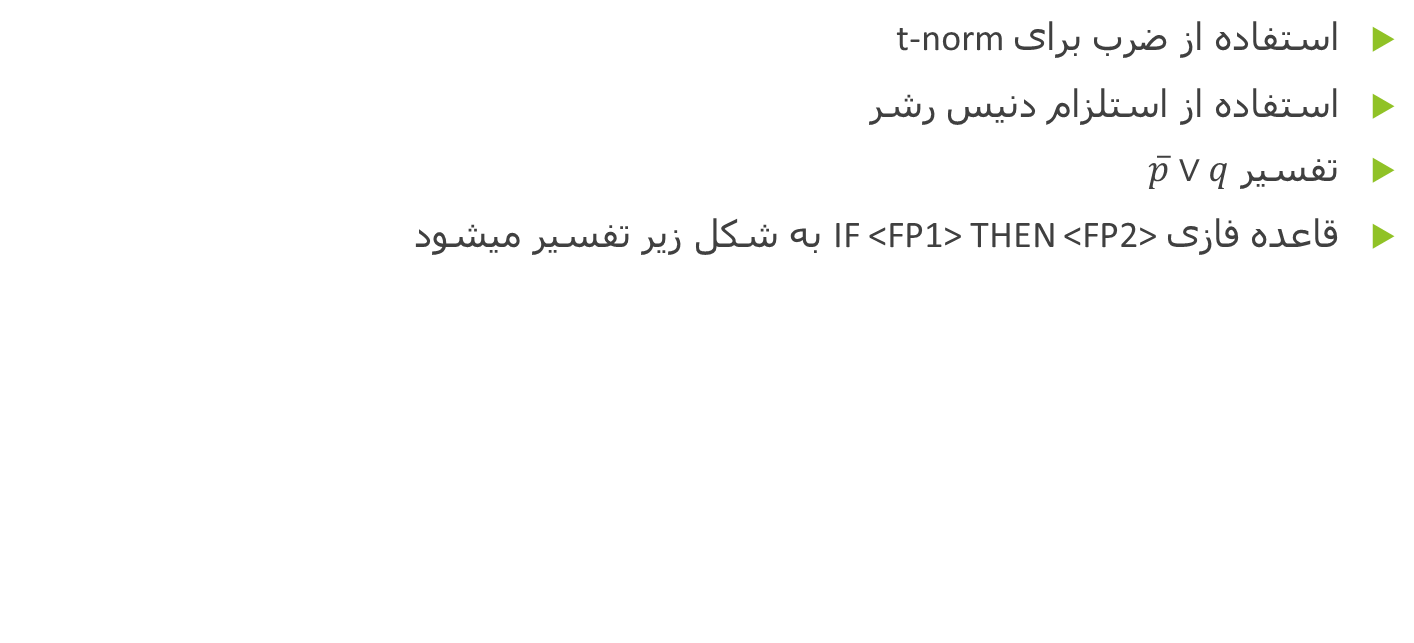 استفاده از ضرب برای t-norm
استفاده از استلزام دنیس رشر
تفسیر p̄ ∨ q
قاعده فازی IF <FP1> THEN <FP2> به شکل زیر تفسیر میشود